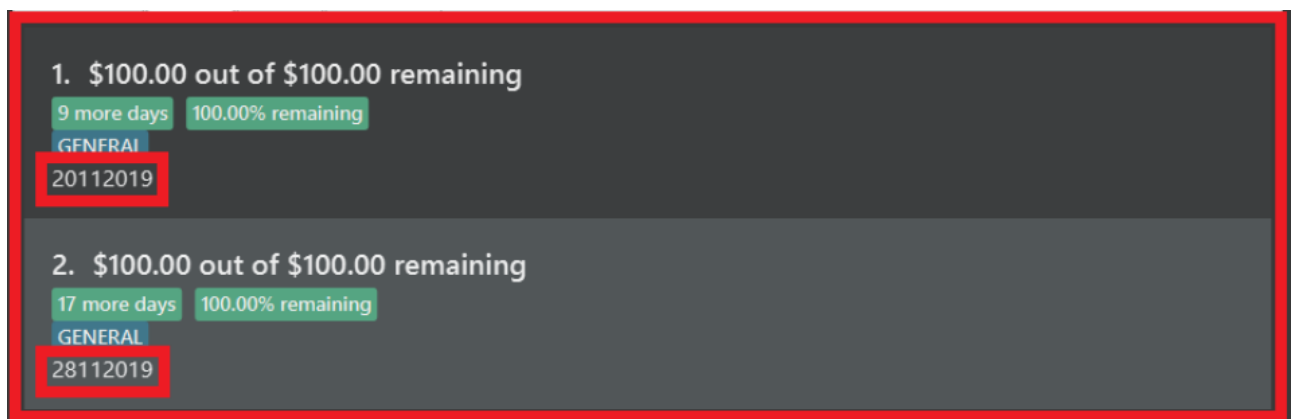 1. $100.00 out of $100.00 remaining
9 more days 100.00% remaining
GENERAL
20112019
2. $100.00 out of $100.00 remaining
17 more days 100.00% remaining
GENERAL
28112019